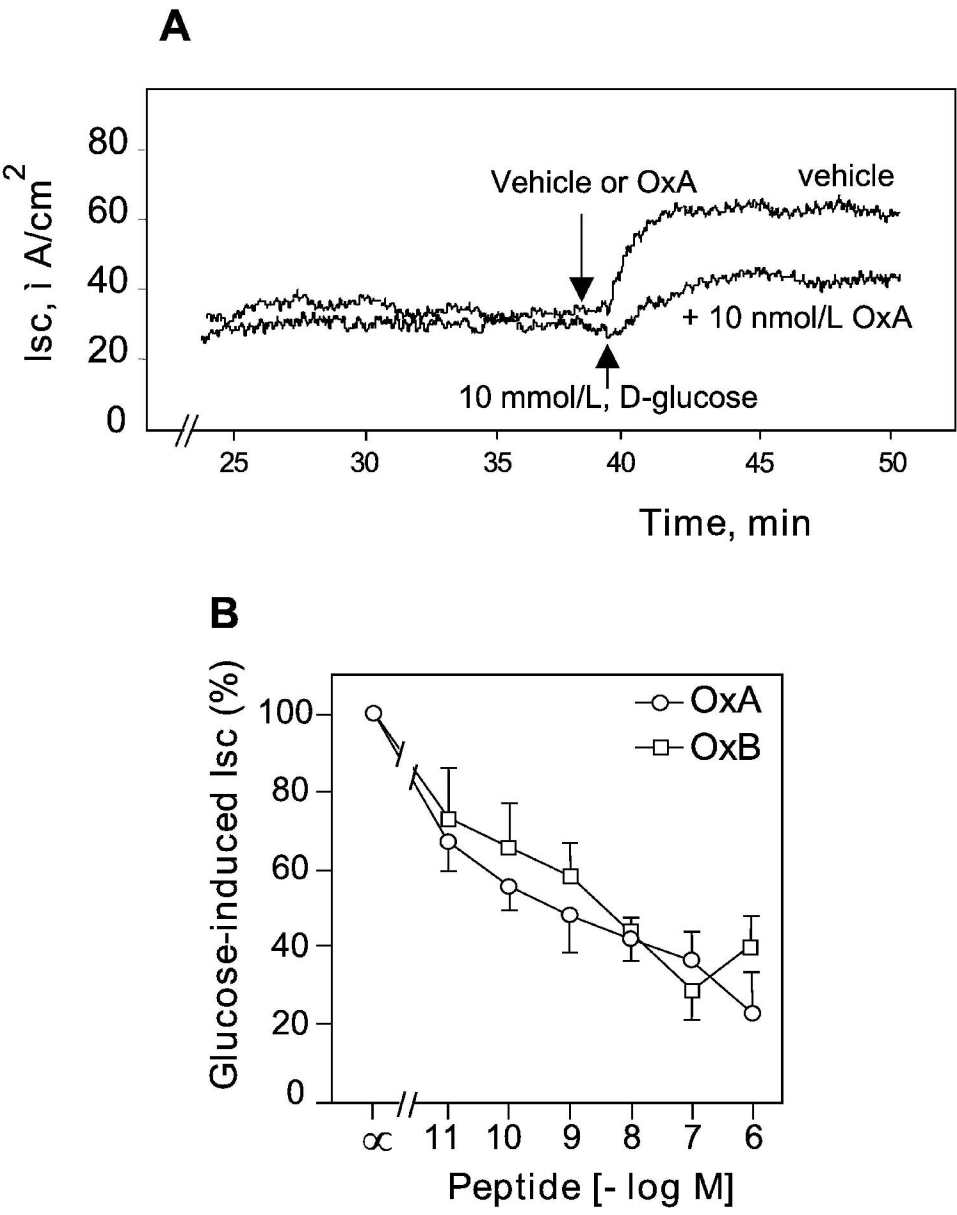 A
Isc, ì A/cm2
80
60
40
20
0
Vehicle or OxA
vehicle
+ 10 nmol/L OxA
10 mmol/L, D-glucose
25 30 35 40 45 50
Time, min
B
Glucose-induced Isc (%)
100
80
60
40
20
0
OxA
OxB
∝ 11 10 9 8 7 6
Peptide [- log M]